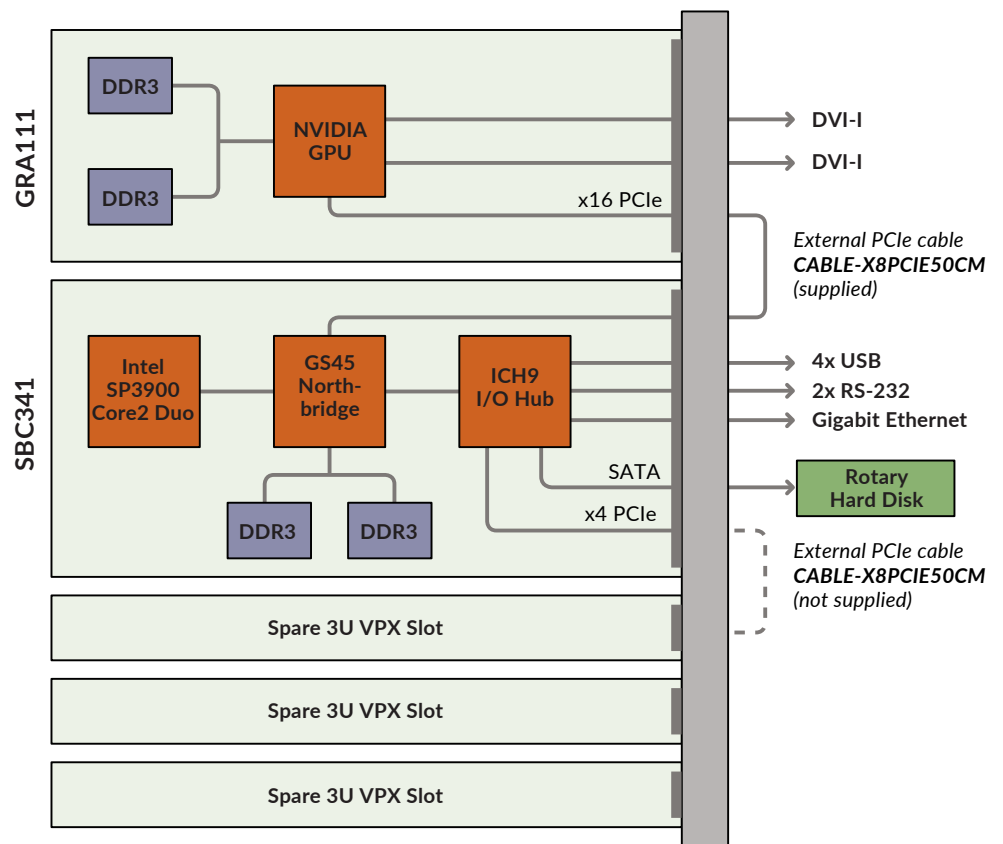 GRA111
DDR3
DDR3
NVIDIA
GPU
x16 PCIe
DVI-I
DVI-I
External PCIe cable
CABLE-X8PCIE50CM
(supplied)
SBC341
Intel
SP3900
Core2 Duo
GS45
North-
bridge
ICH9
I/O Hub
DDR3
DDR3
SATA
x4 PCIe
4x USB
2x RS-232
Gigabit Ethernet
Rotary
Hard Disk
External PCIe cable
CABLE-X8PCIE50CM
(not supplied)
Spare 3U VPX Slot
Spare 3U VPX Slot
Spare 3U VPX Slot